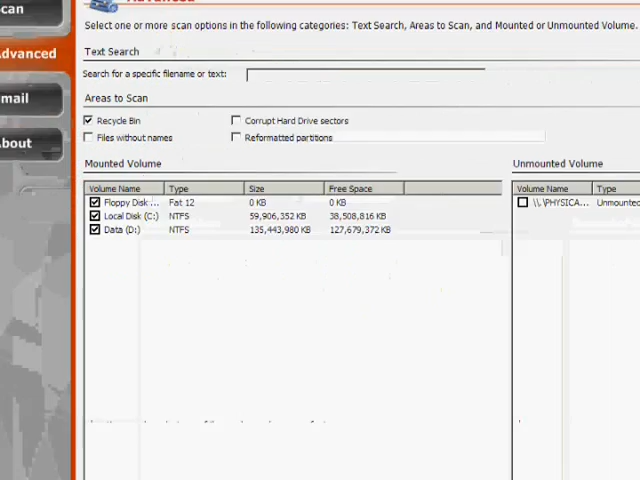 can
Advanced
Select one or more scan options in the following categories: Text Search, Areas to Scan, and Mounted or Unmounted Volume.
dvanced
Text Search
Search for a specific filename or text:
mail
Areas to Scan
Recycle Bin Corrupt Hard Drive sectors
Files without names Reformatted partitions
bout
Mounted Volume Unmounted Volume
Volume Name Type Size Free Space Volume Name Type
Floppy Disk ... Fat 12 0 KB 0 KB \\.\PHYSICA... Unmounted
Local Disk (C:) NTFS 59,906,352 KB 38,508,816 KB
Data (D:) NTFS 135,443,980 KB 127,679,372 KB